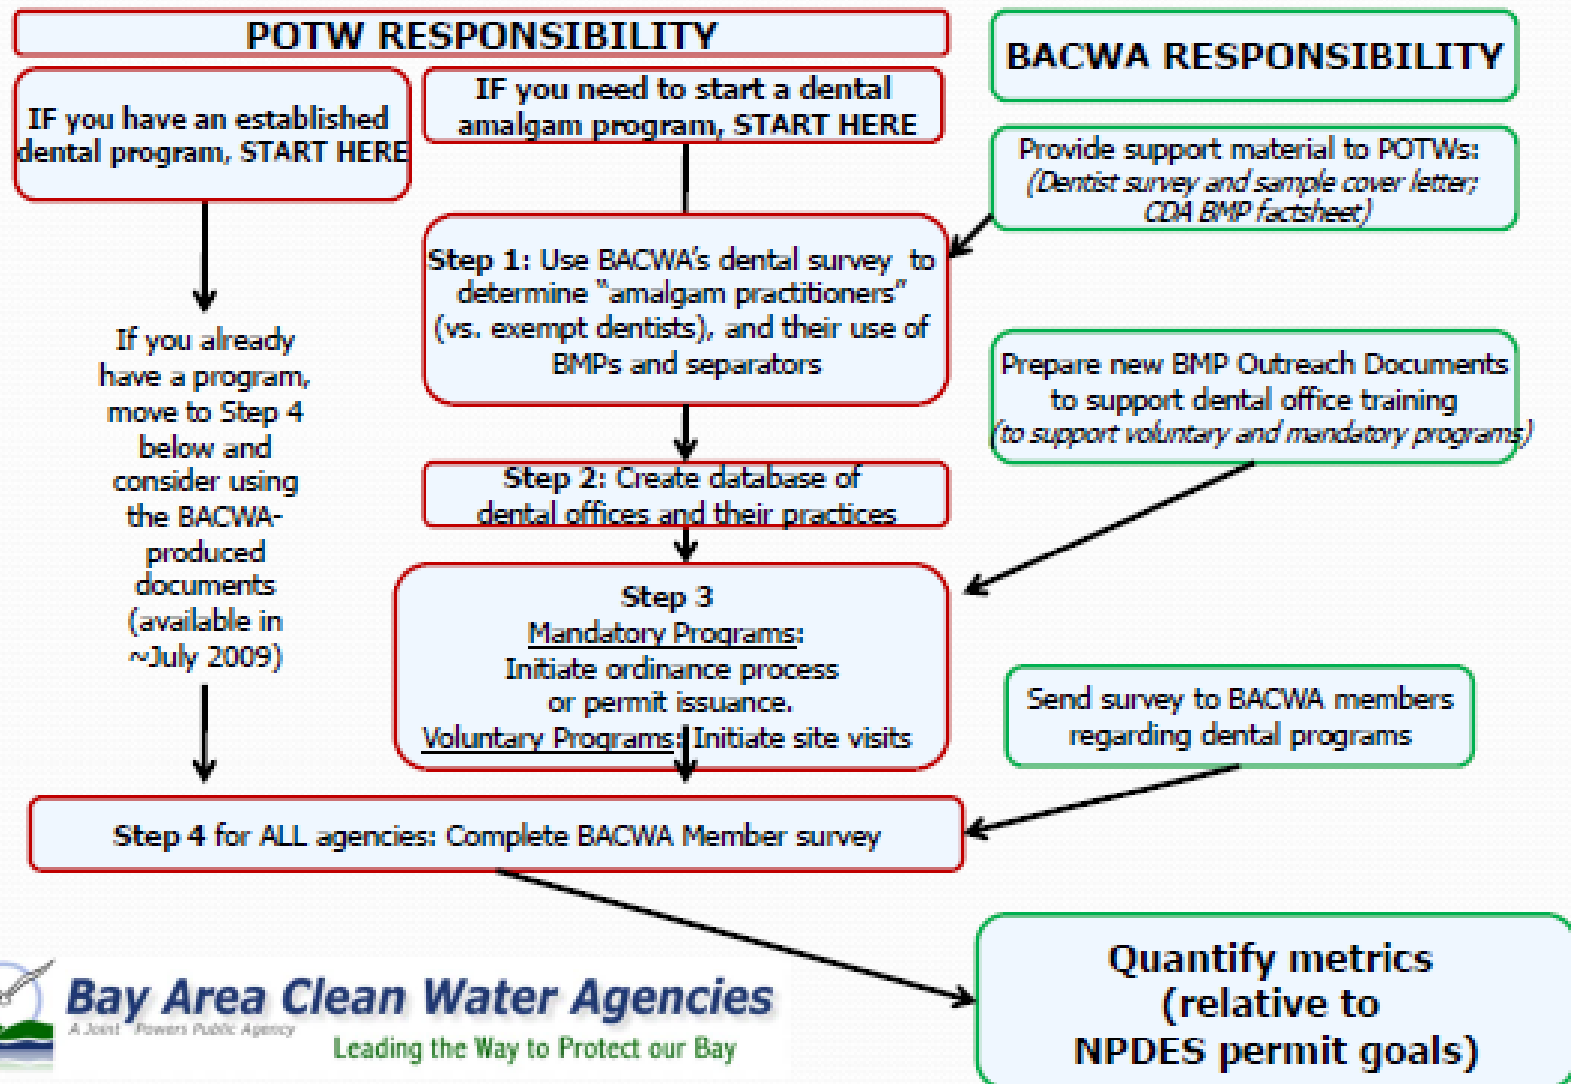 POTW RESPONSIBILITY
IF you have an established
dental program, START HERE
If you already
have a program,
move to Step 4
below and
consider using
the BACWA-
produced
documents
(available in
~July 2009)
IF you need to start a dental
amalgam program, START HERE
Step 1: Use BACWA's dental survey to
determine "amalgam practitioners"
(vs. exempt dentists), and their use of
BMPs and separators
Step 2: Create database of
dental offices and their practices
Step 3
Mandatory Programs:
Initiate ordinance process
or permit issuance.
Voluntary Programs: Initiate site visits
Step 4 for ALL agencies: Complete BACWA Member survey
BACWA RESPONSIBILITY
Provide support material to POTWs:
(Dentist survey and sample cover letter;
CDA BMP factsheet)
Prepare new BMP Outreach Documents
to support dental office training
(to support voluntary and mandatory programs)
Send survey to BACWA members
regarding dental programs
Quantify metrics
(relative to
NPDES permit goals)
Bay Area Clean Water Agencies
A Joint Powers Public Agency
Leading the Way to Protect our Bay